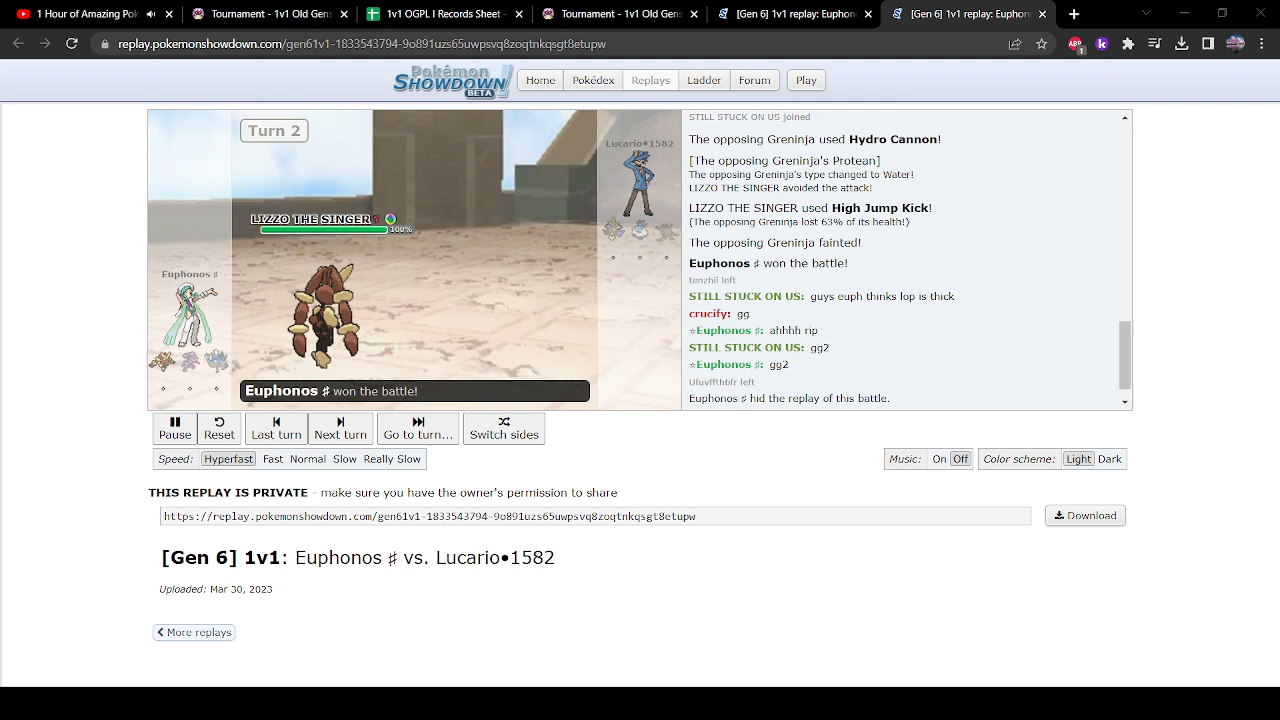 1 Hour of Amazing Pok
Tournament - 1v1 Old Gens
1v1 OGPL I Records Sheet -
Tournament - 1v1 Old Gens
[Gen 6] 1v1 replay: Euphon
[Gen 6] 1v1 replay: Euphon
replay.pokemonshowdown.com/gen61v1-1833543794-9o891uzs65uwpsvq8zoqtnkqsgt8etupw
ABP
1
k
Pokémon
SHOWDOWN!
BETA
Home
Pokédex
Replays
Ladder
Forum
Play
Turn 2
Lucario•1582
LIZZO THE SINGER
100%
Euphonos ♯
Euphonos ♯ won the battle!
STILL STUCK ON US joined
The opposing Greninja used Hydro Cannon!
[The opposing Greninja's Protean]
The opposing Greninja's type changed to Water!
LIZZO THE SINGER avoided the attack!
LIZZO THE SINGER used High Jump Kick!
(The opposing Greninja lost 63% of its health!)
The opposing Greninja fainted!
Euphonos ♯ won the battle!
tenzhii left
STILL STUCK ON US: guys euph thinks lop is thick
crucify: gg
☆Euphonos ♯: ahhhh rip
STILL STUCK ON US: gg2
☆Euphonos ♯: gg2
Ufuvffthbfr left
Euphonos ♯ hid the replay of this battle.
Pause
Reset
Last turn
Next turn
Go to turn...
Switch sides
Speed: Hyperfast Fast Normal Slow Really Slow
Music: On Off
Color scheme: Light Dark
THIS REPLAY IS PRIVATE - make sure you have the owner's permission to share
https://replay.pokemonshowdown.com/gen61v1-1833543794-9o891uzs65uwpsvq8zoqtnkqsgt8etupw
Download
[Gen 6] 1v1: Euphonos ♯ vs. Lucario•1582
Uploaded: Mar 30, 2023
More replays